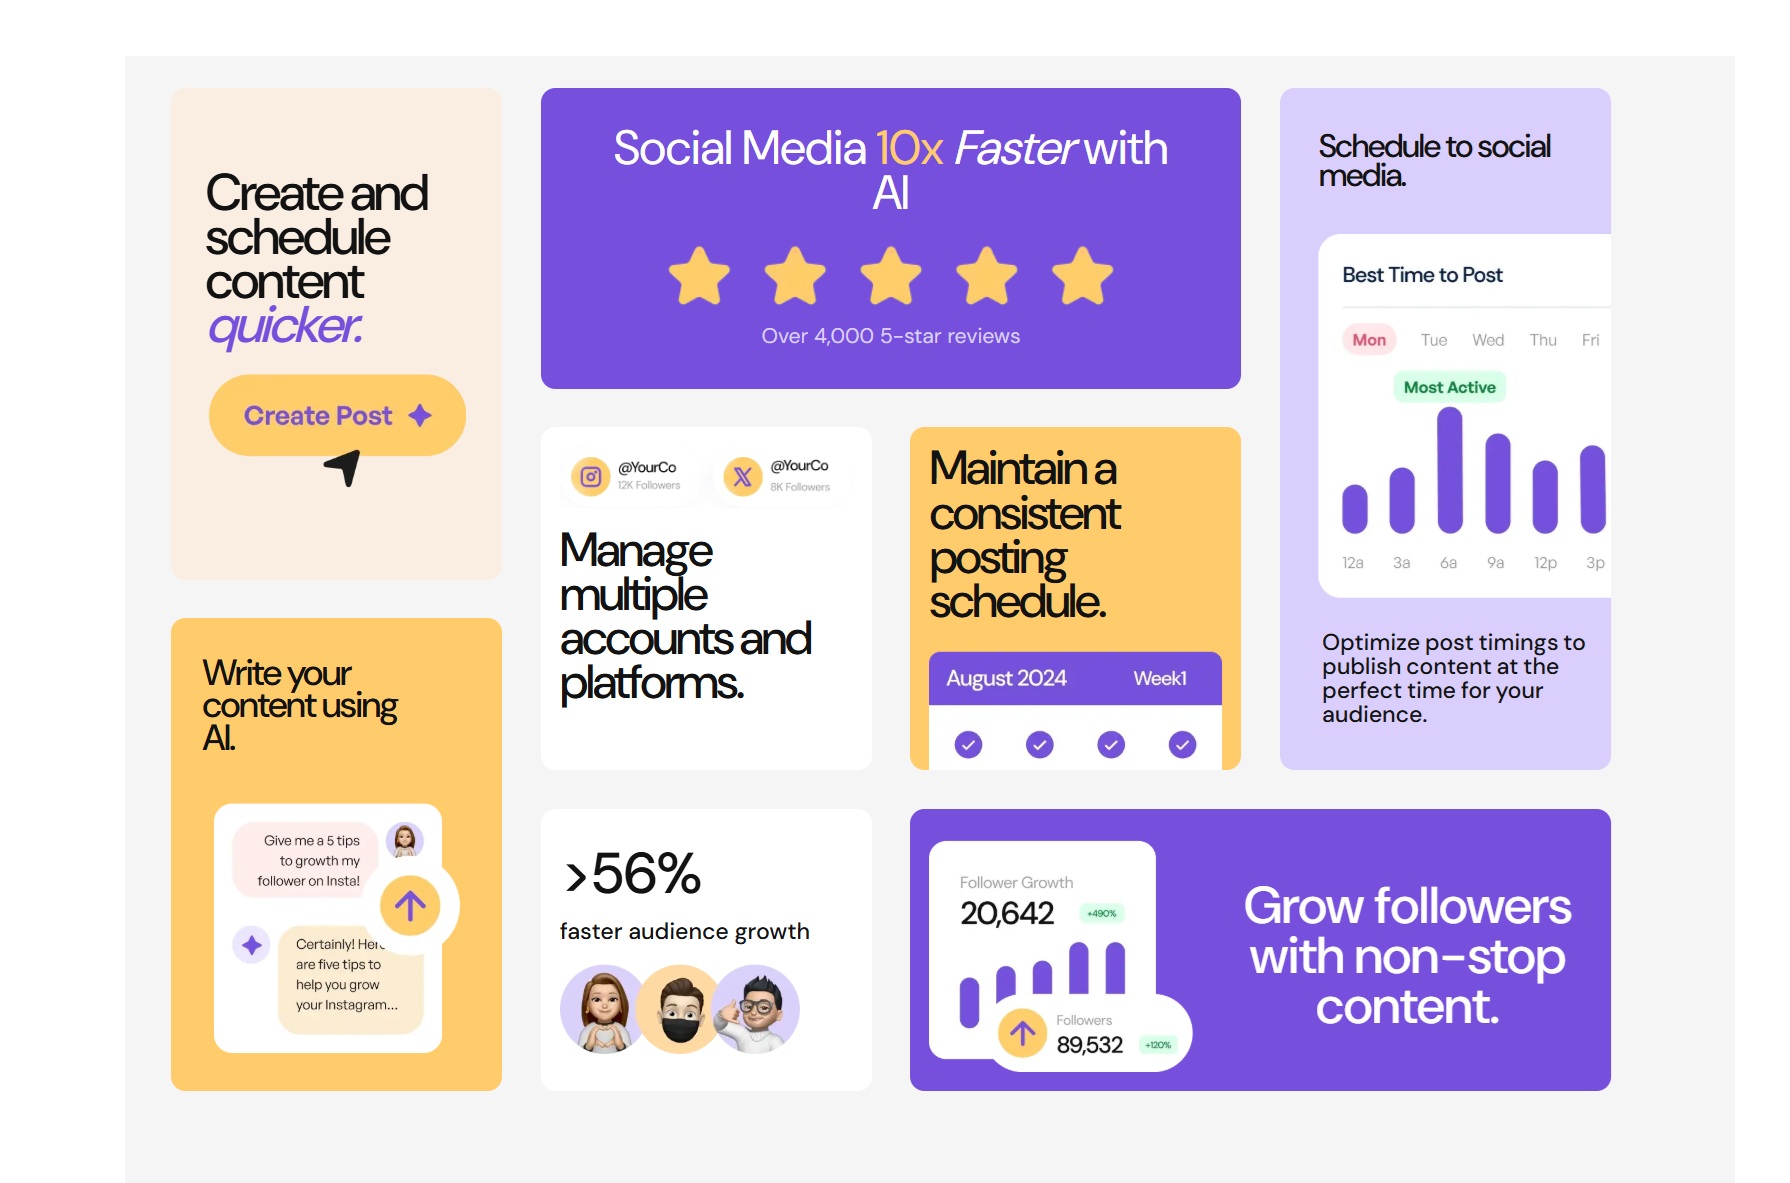 Create and
schedule
content
quicker.
Create Post
Social Media 10x Faster with
AI
Over 4,000 5-star reviews
Schedule to social
media.
Best Time to Post
Mon Tue Wed Thu Fri
Most Active
12a 3a 6a 9a 12p 3p
Optimize post timings to
publish content at the
perfect time for your
audience.
@YourCo
12K Followers
@YourCo
8K Followers
Manage
multiple
accounts and
platforms.
Maintain a
consistent
posting
schedule.
August 2024 Week1
Write your
content using
AI.
Give me a 5 tips
to growth my
follower on Insta!
Certainly! Here
are five tips to
help you grow
your Instagram...
>56%
faster audience growth
Follower Growth
20,642 +490%
Followers
89,532 +120%
Grow followers
with non-stop
content.